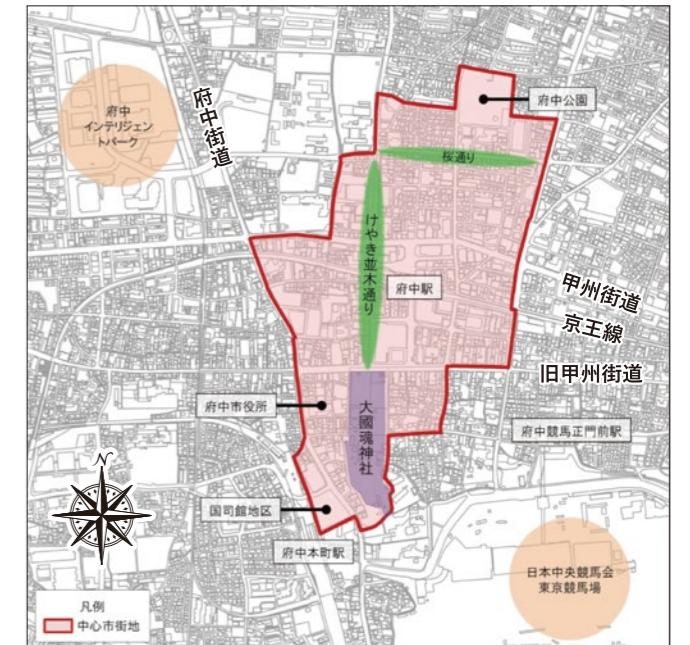 府中公園
府中
インテリジェン
トパーク
府中街道
桜通り
けやき並木通り
府中駅
甲州街道
京王線
旧甲州街道
府中市役所
大國魂神社
府中競馬正門前駅
N
国司館地区
府中本町駅
日本中央競馬会
東京競馬場
凡例
中心市街地